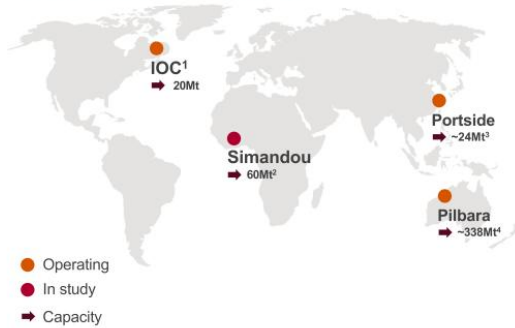 IOC¹
20Mt
Portside
~24Mt³
Simandou
60Mt²
Pilbara
~338Mt⁴
Operating
In study
Capacity